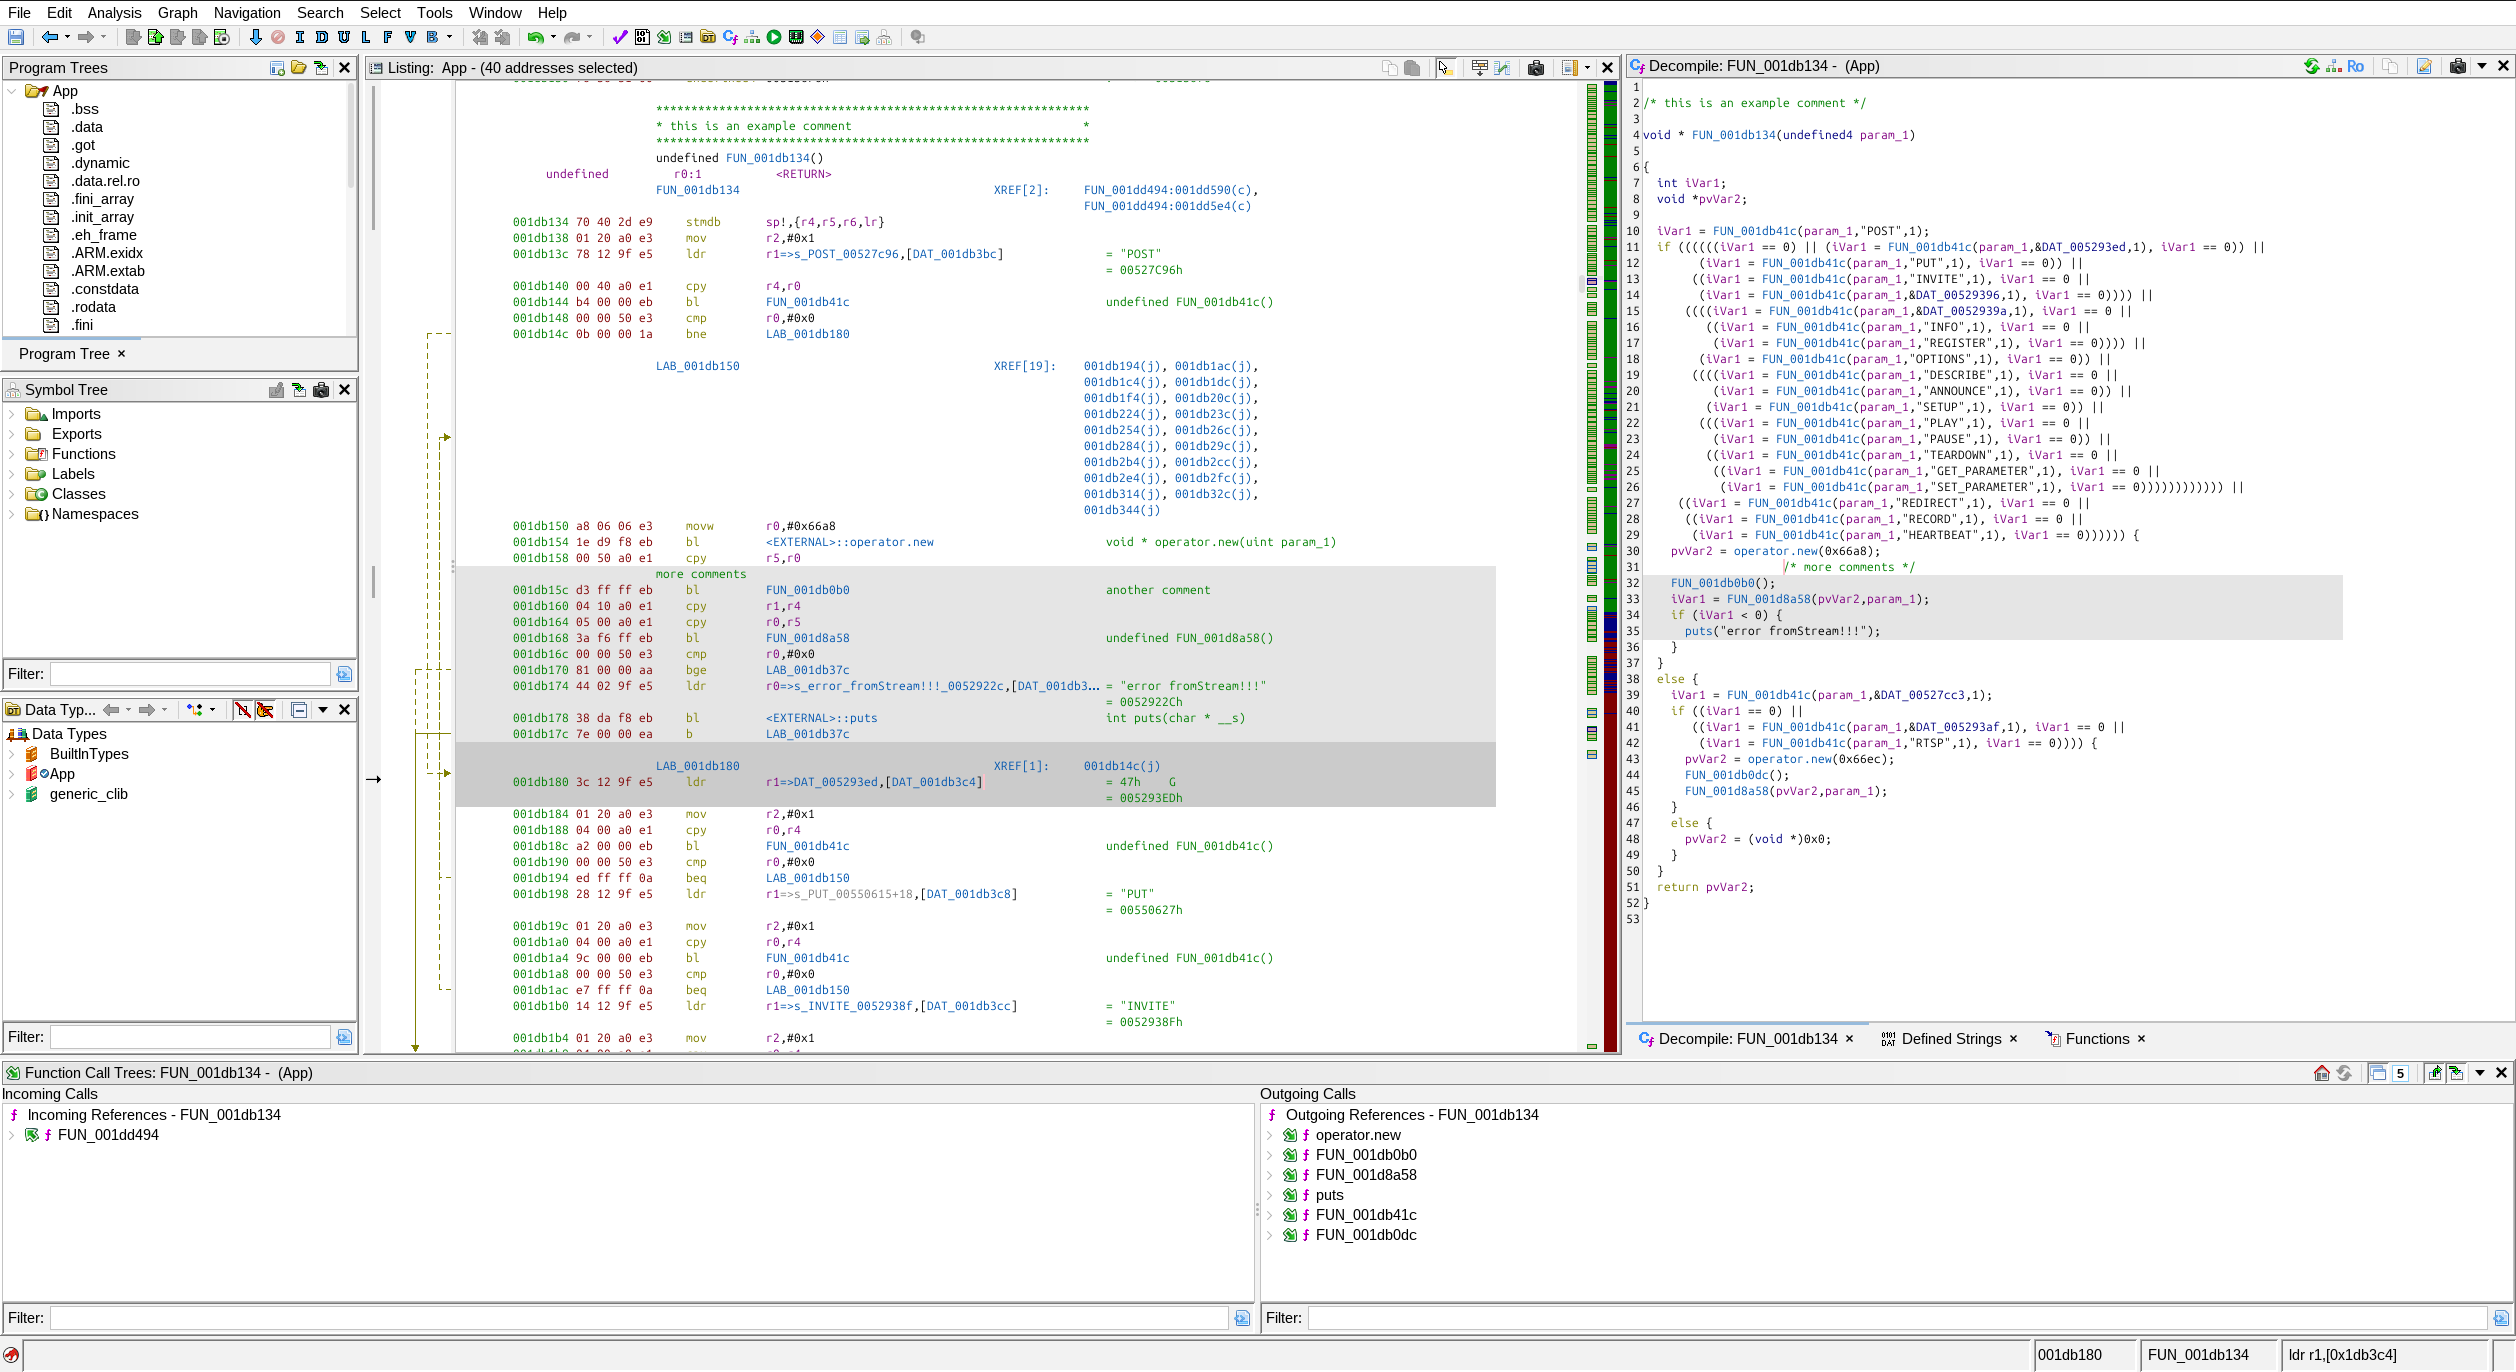 File Edit Analysis Graph Navigation Search Select Tools Window Help
I D U L F V B
Program Trees
App
.bss
.data
.got
.dynamic
.data.rel.ro
.fini_array
.init_array
.eh_frame
.ARM.exidx
.ARM.extab
.constdata
.rodata
.fini
Program Tree ×
Symbol Tree
Imports
Exports
Functions
Labels
Classes
Namespaces
Filter:
Data Typ...
Data Types
BuiltInTypes
App
generic_clib
Filter:
Listing: App - (40 addresses selected)
**************************************************************
* this is an example comment *
**************************************************************
undefined FUN_001db134()
undefined r0:1 <RETURN>
FUN_001db134 XREF[2]: FUN_001dd494:001dd590(c),
FUN_001dd494:001dd5e4(c)
001db134 70 40 2d e9 stmdb sp!,{r4,r5,r6,lr}
001db138 01 20 a0 e3 mov r2,#0x1
001db13c 78 12 9f e5 ldr r1=>s_POST_00527c96,[DAT_001db3bc] = "POST"
= 00527C96h
001db140 00 40 a0 e1 cpy r4,r0
001db144 b4 00 00 eb bl FUN_001db41c undefined FUN_001db41c()
001db148 00 00 50 e3 cmp r0,#0x0
001db14c 0b 00 00 1a bne LAB_001db180
LAB_001db150 XREF[19]: 001db194(j), 001db1ac(j),
001db1c4(j), 001db1dc(j),
001db1f4(j), 001db20c(j),
001db224(j), 001db23c(j),
001db254(j), 001db26c(j),
001db284(j), 001db29c(j),
001db2b4(j), 001db2cc(j),
001db2e4(j), 001db2fc(j),
001db314(j), 001db32c(j),
001db344(j)
001db150 a8 06 06 e3 movw r0,#0x66a8
001db154 1e d9 f8 eb bl <EXTERNAL>::operator.new void * operator.new(uint param_1)
001db158 00 50 a0 e1 cpy r5,r0
more comments
001db15c d3 ff ff eb bl FUN_001db0b0 another comment
001db160 04 10 a0 e1 cpy r1,r4
001db164 05 00 a0 e1 cpy r0,r5
001db168 3a f6 ff eb bl FUN_001d8a58 undefined FUN_001d8a58()
001db16c 00 00 50 e3 cmp r0,#0x0
001db170 81 00 00 aa bge LAB_001db37c
001db174 44 02 9f e5 ldr r0=>s_error_fromStream!!!_0052922c,[DAT_001db3... = "error fromStream!!!"
= 0052922Ch
001db178 38 da f8 eb bl <EXTERNAL>::puts int puts(char * __s)
001db17c 7e 00 00 ea b LAB_001db37c
LAB_001db180 XREF[1]: 001db14c(j)
001db180 3c 12 9f e5 ldr r1=>DAT_005293ed,[DAT_001db3c4] = 47h G
= 005293EDh
001db184 01 20 a0 e3 mov r2,#0x1
001db188 04 00 a0 e1 cpy r0,r4
001db18c a2 00 00 eb bl FUN_001db41c undefined FUN_001db41c()
001db190 00 00 50 e3 cmp r0,#0x0
001db194 ed ff ff 0a beq LAB_001db150
001db198 28 12 9f e5 ldr r1=>s_PUT_00550615+18,[DAT_001db3c8] = "PUT"
= 00550627h
001db19c 01 20 a0 e3 mov r2,#0x1
001db1a0 04 00 a0 e1 cpy r0,r4
001db1a4 9c 00 00 eb bl FUN_001db41c undefined FUN_001db41c()
001db1a8 00 00 50 e3 cmp r0,#0x0
001db1ac e7 ff ff 0a beq LAB_001db150
001db1b0 14 12 9f e5 ldr r1=>s_INVITE_0052938f,[DAT_001db3cc] = "INVITE"
= 0052938Fh
001db1b4 01 20 a0 e3 mov r2,#0x1
Decompile: FUN_001db134 - (App)
Ro
1
2 /* this is an example comment */
3
4 void * FUN_001db134(undefined4 param_1)
5
6 {
7 int iVar1;
8 void *pvVar2;
9
10 iVar1 = FUN_001db41c(param_1,"POST",1);
11 if ((((((iVar1 == 0) || (iVar1 = FUN_001db41c(param_1,&DAT_005293ed,1), iVar1 == 0)) ||
12 (iVar1 = FUN_001db41c(param_1,"PUT",1), iVar1 == 0)) ||
13 ((iVar1 = FUN_001db41c(param_1,"INVITE",1), iVar1 == 0 ||
14 (iVar1 = FUN_001db41c(param_1,&DAT_00529396,1), iVar1 == 0)))) ||
15 ((((iVar1 = FUN_001db41c(param_1,&DAT_0052939a,1), iVar1 == 0 ||
16 ((iVar1 = FUN_001db41c(param_1,"INFO",1), iVar1 == 0 ||
17 (iVar1 = FUN_001db41c(param_1,"REGISTER",1), iVar1 == 0)))) ||
18 (iVar1 = FUN_001db41c(param_1,"OPTIONS",1), iVar1 == 0)) ||
19 ((((iVar1 = FUN_001db41c(param_1,"DESCRIBE",1), iVar1 == 0 ||
20 (iVar1 = FUN_001db41c(param_1,"ANNOUNCE",1), iVar1 == 0)) ||
21 (iVar1 = FUN_001db41c(param_1,"SETUP",1), iVar1 == 0)) ||
22 (((iVar1 = FUN_001db41c(param_1,"PLAY",1), iVar1 == 0 ||
23 (iVar1 = FUN_001db41c(param_1,"PAUSE",1), iVar1 == 0)) ||
24 ((iVar1 = FUN_001db41c(param_1,"TEARDOWN",1), iVar1 == 0 ||
25 ((iVar1 = FUN_001db41c(param_1,"GET_PARAMETER",1), iVar1 == 0 ||
26 (iVar1 = FUN_001db41c(param_1,"SET_PARAMETER",1), iVar1 == 0)))))))))))) ||
27 ((iVar1 = FUN_001db41c(param_1,"REDIRECT",1), iVar1 == 0 ||
28 ((iVar1 = FUN_001db41c(param_1,"RECORD",1), iVar1 == 0 ||
29 (iVar1 = FUN_001db41c(param_1,"HEARTBEAT",1), iVar1 == 0)))))) {
30 pvVar2 = operator.new(0x66a8);
31 /* more comments */
32 FUN_001db0b0();
33 iVar1 = FUN_001d8a58(pvVar2,param_1);
34 if (iVar1 < 0) {
35 puts("error fromStream!!!");
36 }
37 }
38 else {
39 iVar1 = FUN_001db41c(param_1,&DAT_00527cc3,1);
40 if ((iVar1 == 0) ||
41 ((iVar1 = FUN_001db41c(param_1,&DAT_005293af,1), iVar1 == 0 ||
42 (iVar1 = FUN_001db41c(param_1,"RTSP",1), iVar1 == 0)))) {
43 pvVar2 = operator.new(0x66ec);
44 FUN_001db0dc();
45 FUN_001d8a58(pvVar2,param_1);
46 }
47 else {
48 pvVar2 = (void *)0x0;
49 }
50 }
51 return pvVar2;
52 }
53
Decompile: FUN_001db134 × Defined Strings × Functions ×
Function Call Trees: FUN_001db134 - (App)
5
Incoming Calls
Incoming References - FUN_001db134
FUN_001dd494
Filter:
Outgoing Calls
Outgoing References - FUN_001db134
operator.new
FUN_001db0b0
FUN_001d8a58
puts
FUN_001db41c
FUN_001db0dc
Filter:
001db180 FUN_001db134 ldr r1,[0x1db3c4]